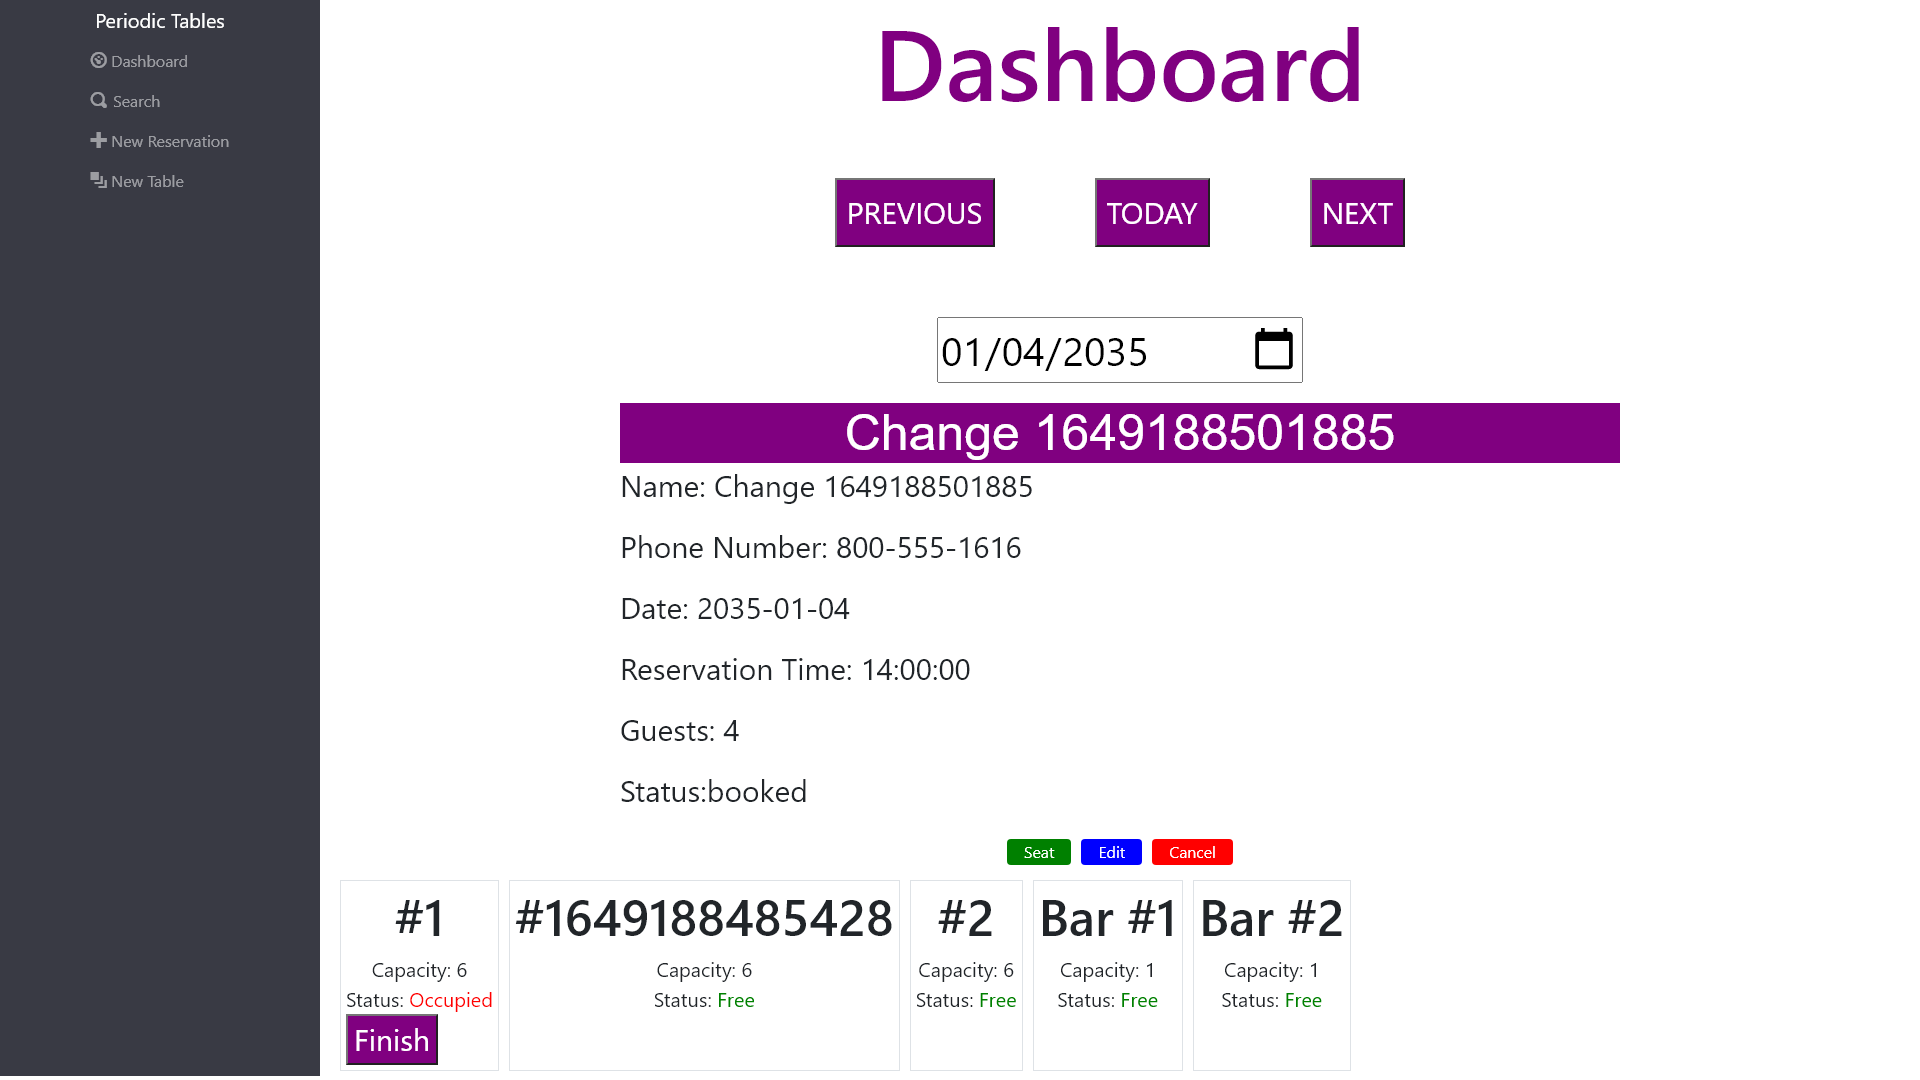 Periodic Tables
Dashboard
Search
New Reservation
New Table
Dashboard
PREVIOUS TODAY NEXT
01/04/2035
Change 1649188501885
Name: Change 1649188501885
Phone Number: 800-555-1616
Date: 2035-01-04
Reservation Time: 14:00:00
Guests: 4
Status:booked
Seat Edit Cancel
#1
Capacity: 6
Status: Occupied
Finish
#1649188485428
Capacity: 6
Status: Free
#2
Capacity: 6
Status: Free
Bar #1
Capacity: 1
Status: Free
Bar #2
Capacity: 1
Status: Free